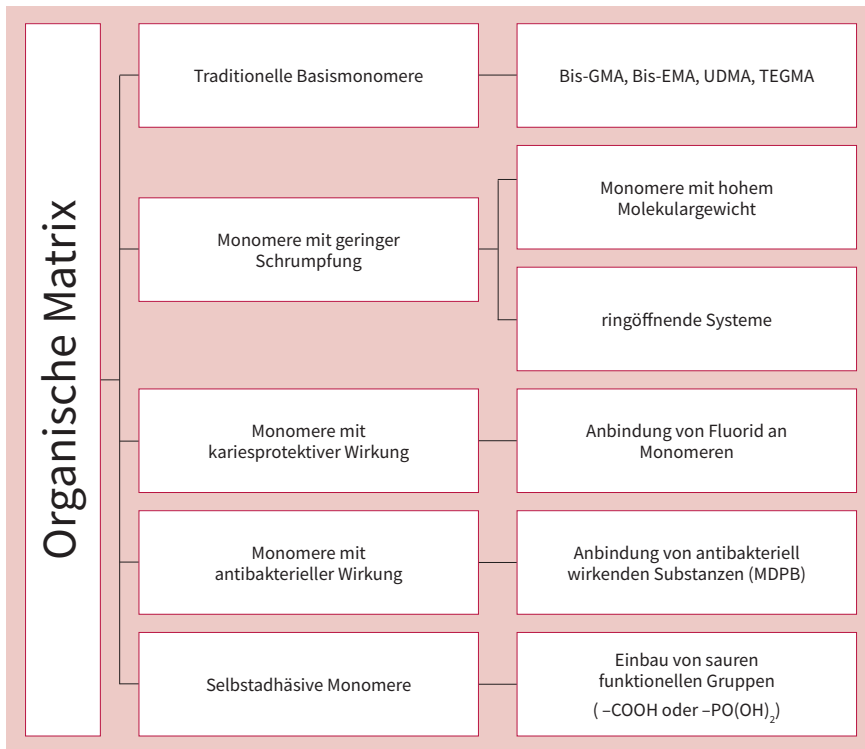 Organische Matrix
Traditionelle Basismonomere
Bis-GMA, Bis-EMA, UDMA, TEGMA
Monomere mit geringer
Schrumpfung
Monomere mit hohem
Molekulargewicht
ringöffnende Systeme
Monomere mit
kariesprotektiver Wirkung
Anbindung von Fluorid an
Monomeren
Monomere mit
antibakterieller Wirkung
Anbindung von antibakteriell
wirkenden Substanzen (MDPB)
Selbstadhäsive Monomere
Einbau von sauren
funktionellen Gruppen
( –COOH oder –PO(OH)₂)